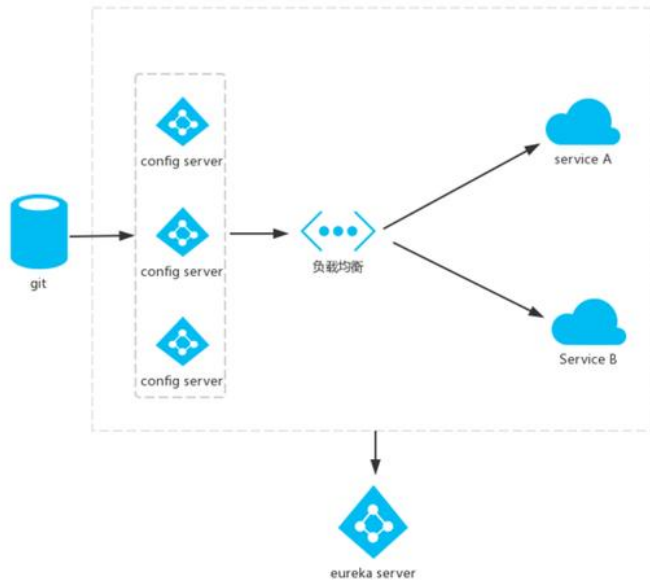 config server
service A
git
config server
负载均衡
config server
Service B
eureka server